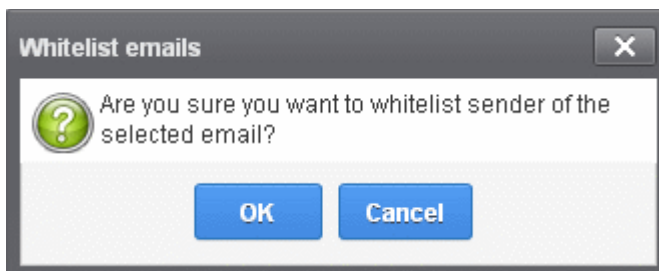 Whitelist emails
Are you sure you want to whitelist sender of the
selected email?
OK Cancel